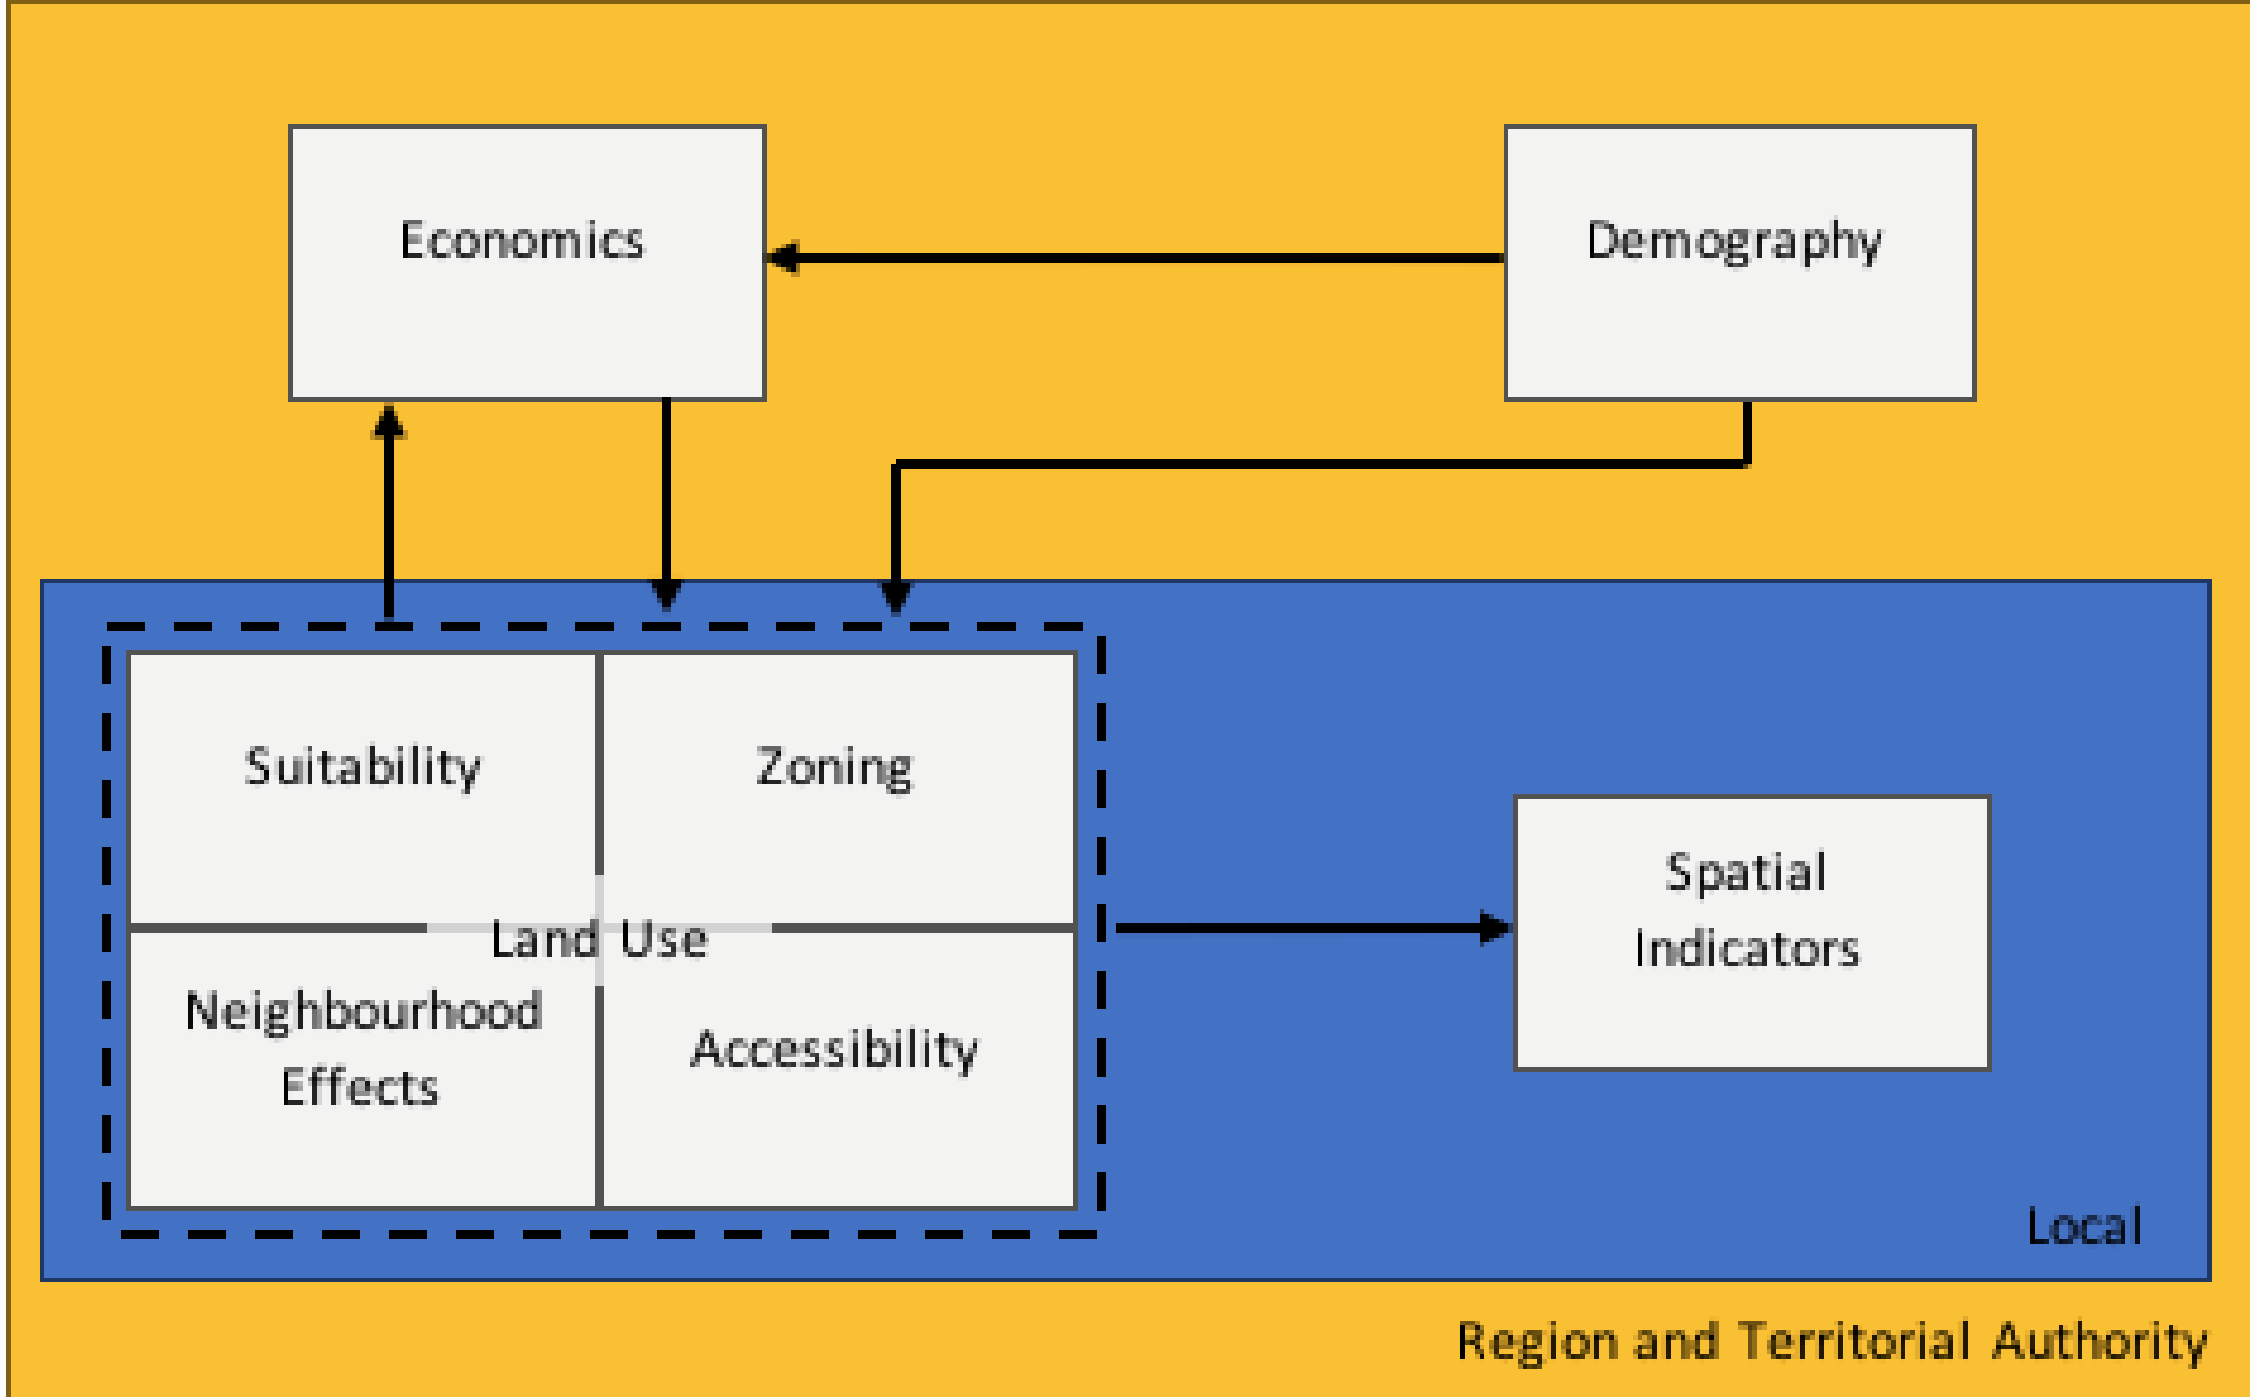 Economics
Demography
Suitability
Zoning
Land Use
Neighbourhood
Effects
Accessibility
Spatial
Indicators
Local
Region and Territorial Authority